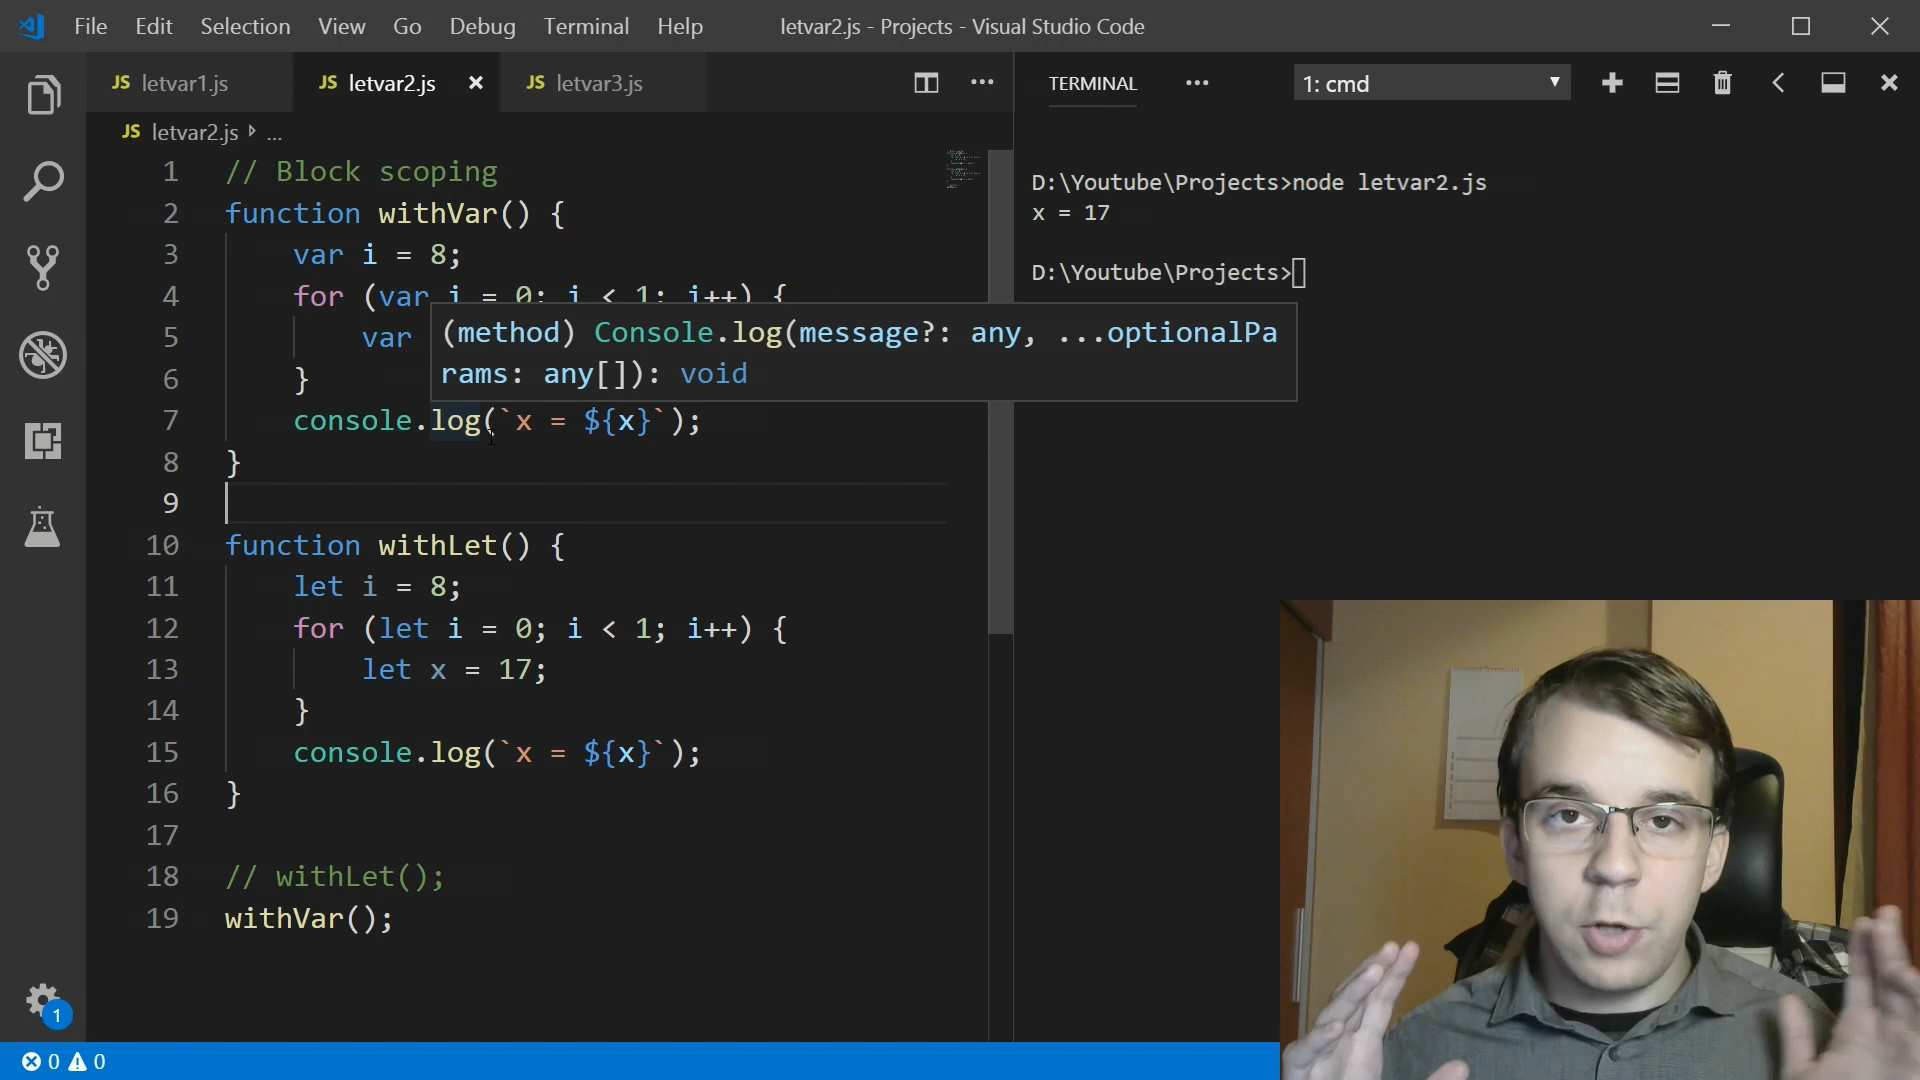 File Edit Selection View Go Debug Terminal Help letvar2.js - Projects - Visual Studio Code
JS letvar1.js JS letvar2.js JS letvar3.js
JS letvar2.js ...
1 // Block scoping
2 function withVar() {
3 var i = 8;
4 for (var i = 0; i < 1; i++) {
5 var
(method) Console.log(message?: any, ...optionalPa
rams: any[]): void
6 }
7 console.log(`x = ${x}`);
8 }
9
10 function withLet() {
11 let i = 8;
12 for (let i = 0; i < 1; i++) {
13 let x = 17;
14 }
15 console.log(`x = ${x}`);
16 }
17
18 // withLet();
19 withVar();
TERMINAL ... 1: cmd
D:\Youtube\Projects>node letvar2.js
x = 17
D:\Youtube\Projects>
1
0 0